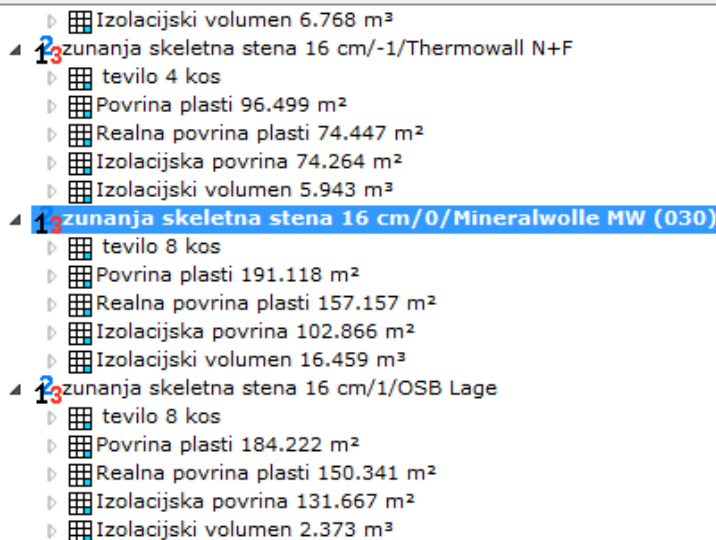 Izolacijski volumen 6.768 m³
123 zunanja skeletna stena 16 cm/-1/Thermowall N+F
tevilo 4 kos
Povrina plasti 96.499 m²
Realna povrina plasti 74.447 m²
Izolacijska povrina 74.264 m²
Izolacijski volumen 5.943 m³
123 zunanja skeletna stena 16 cm/0/Mineralwolle MW (030)
tevilo 8 kos
Povrina plasti 191.118 m²
Realna povrina plasti 157.157 m²
Izolacijska povrina 102.866 m²
Izolacijski volumen 16.459 m³
123 zunanja skeletna stena 16 cm/1/OSB Lage
tevilo 8 kos
Povrina plasti 184.222 m²
Realna povrina plasti 150.341 m²
Izolacijska povrina 131.667 m²
Izolacijski volumen 2.373 m³